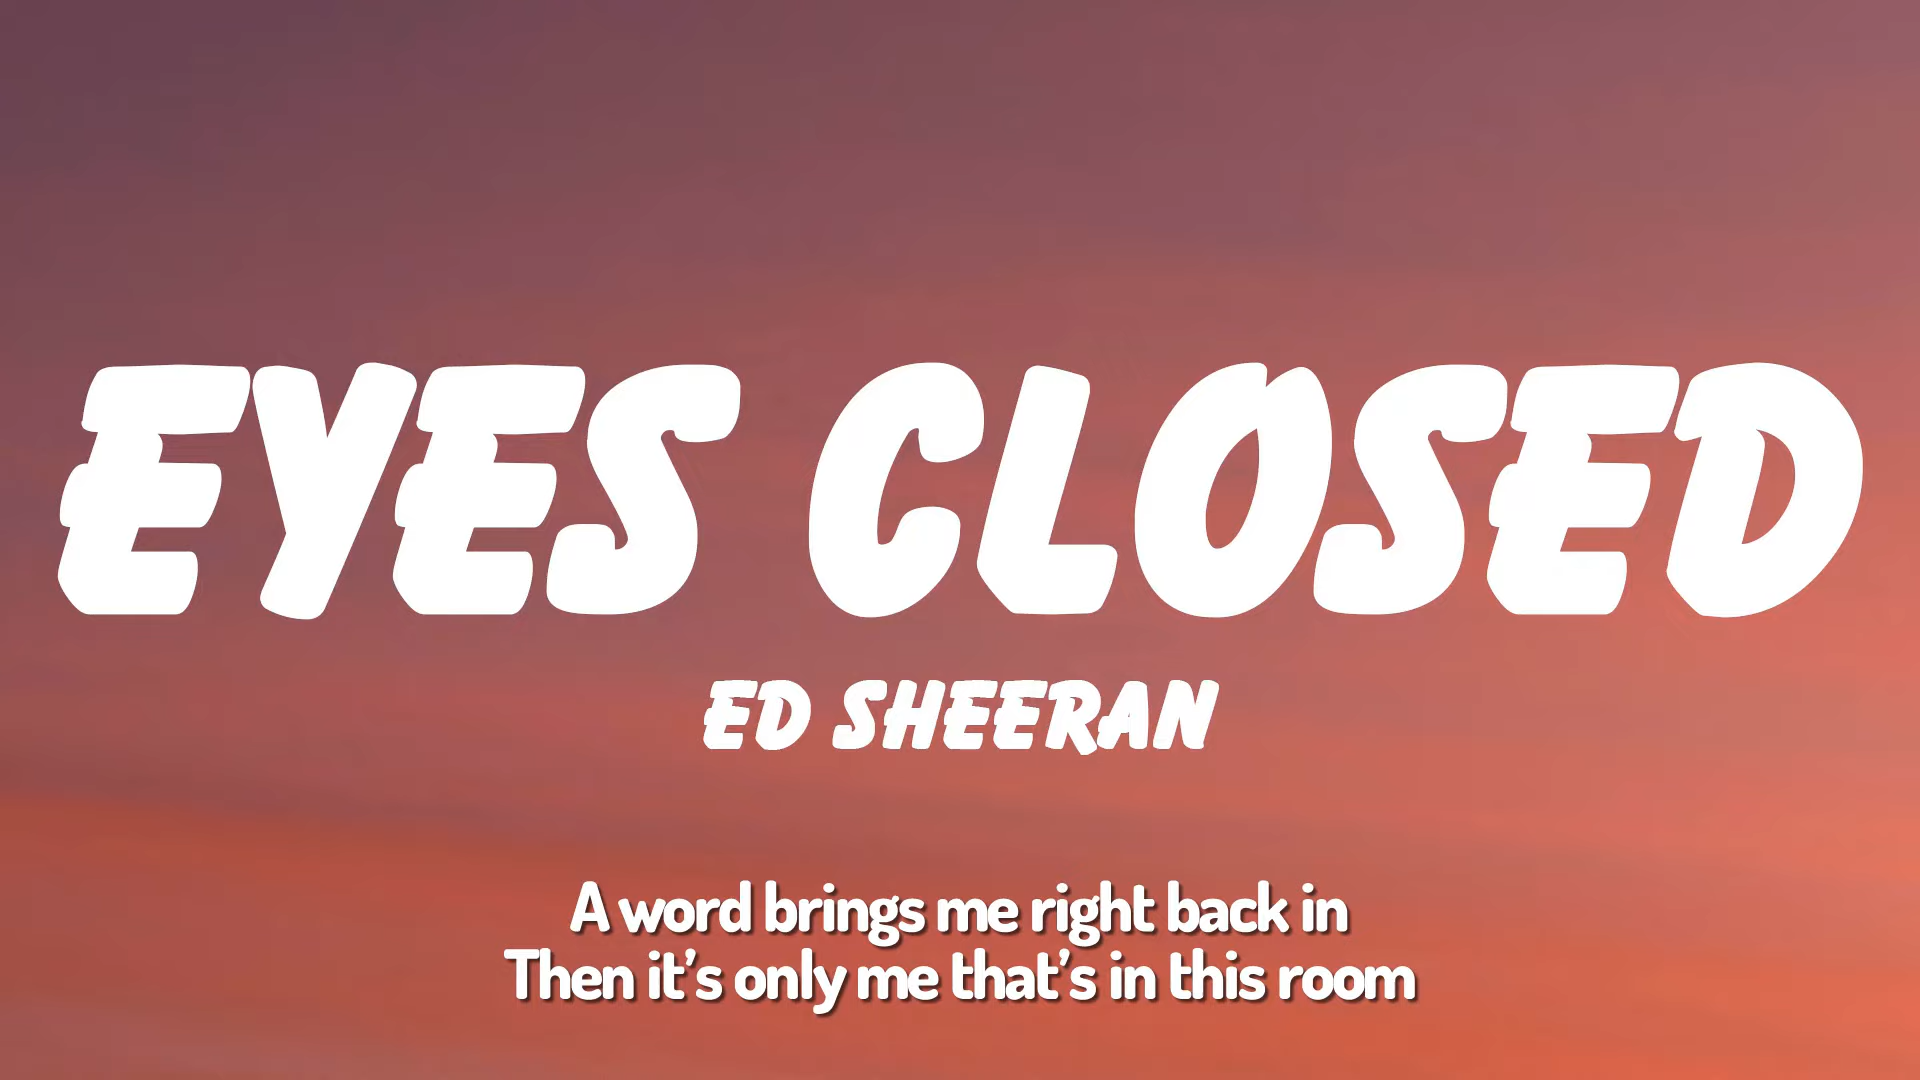 EYES CLOSED
ED SHEERAN
A word brings me right back in
Then it’s only me that’s in this room